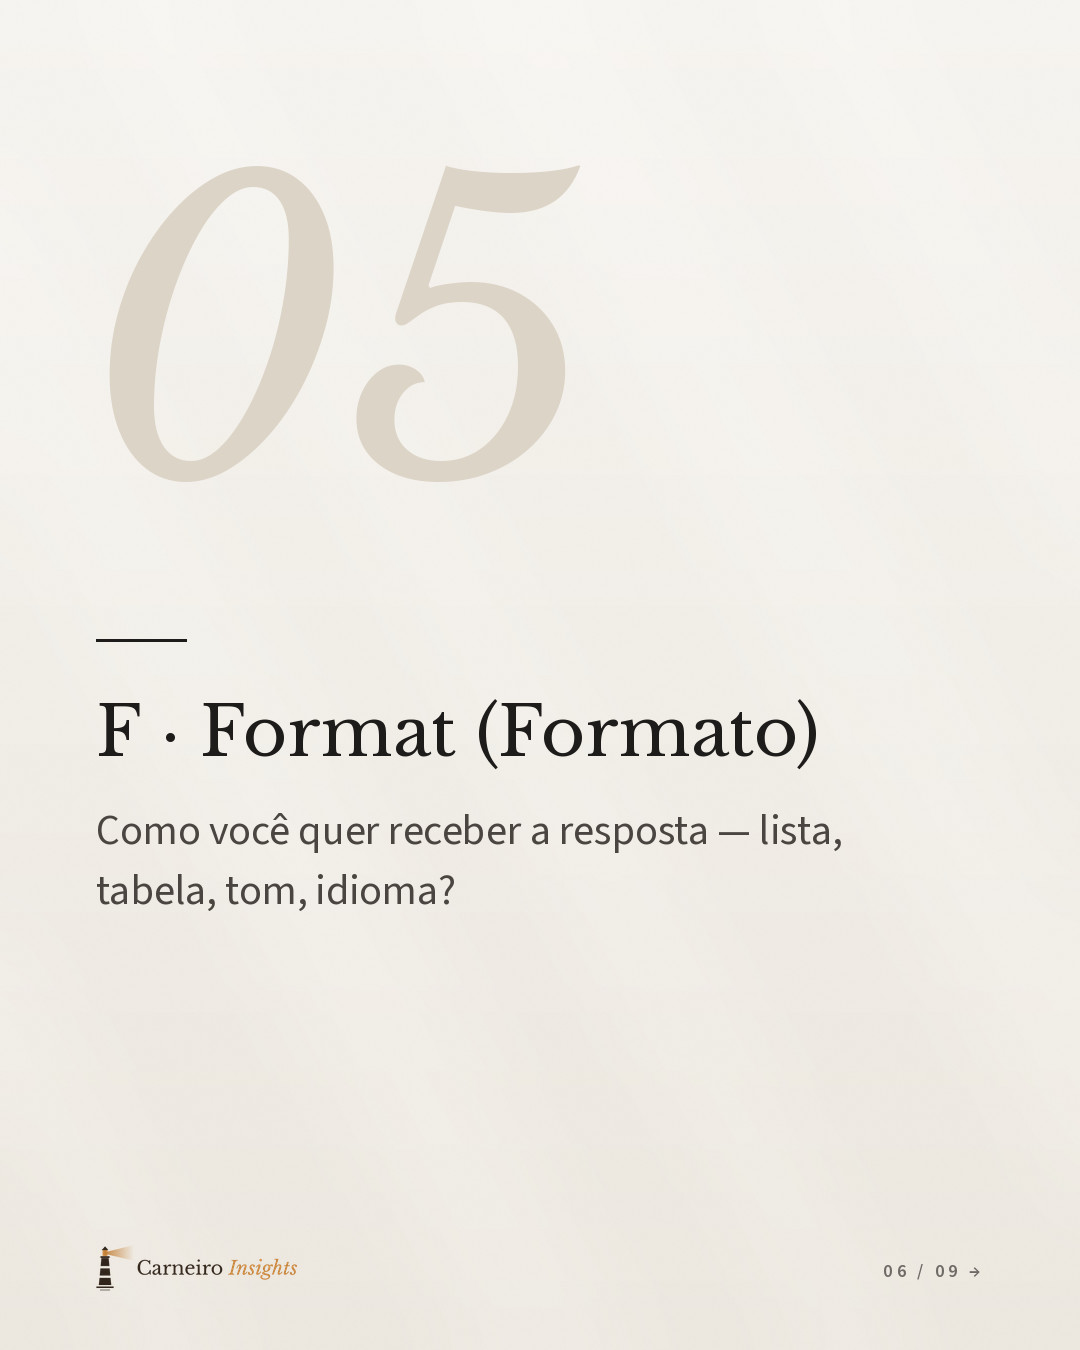 05
F · Format (Formato)
Como você quer receber a resposta — lista,
tabela, tom, idioma?
Carneiro Insights
06 / 09 →